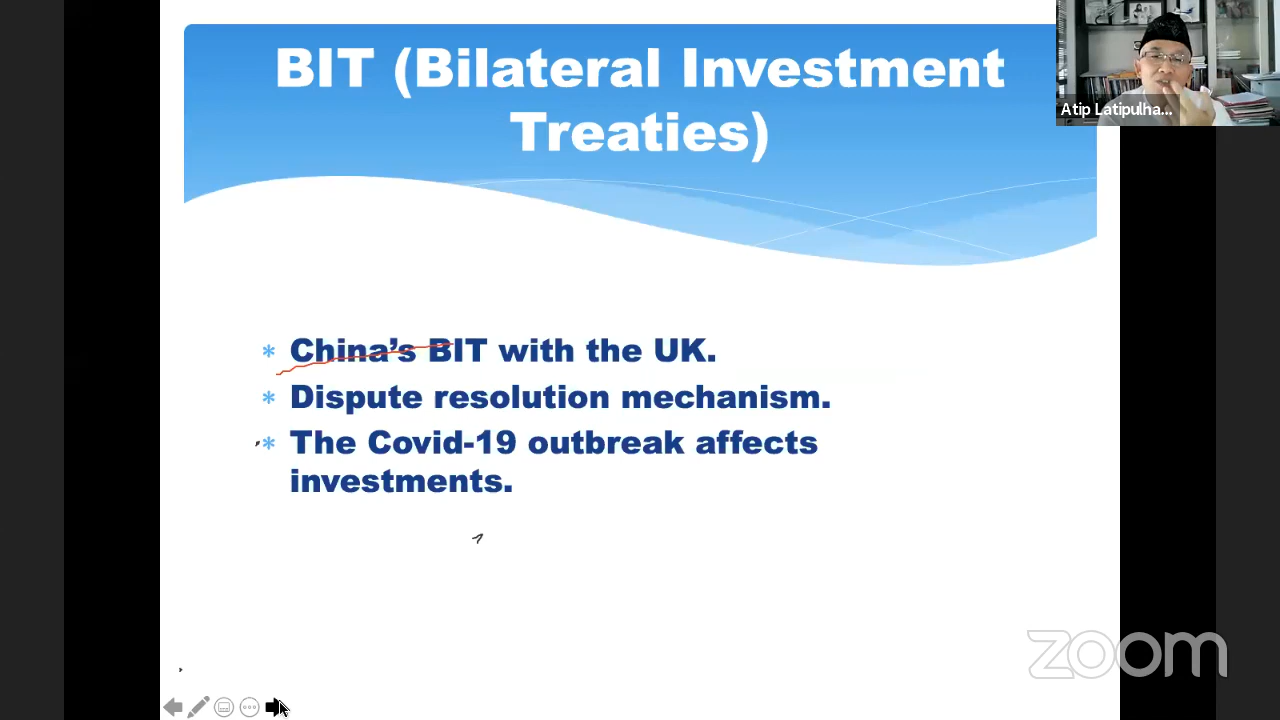 BIT (Bilateral Investment
Treaties)
Atip Latipulha...
China's BIT with the UK.
Dispute resolution mechanism.
The Covid-19 outbreak affects
investments.
zoom